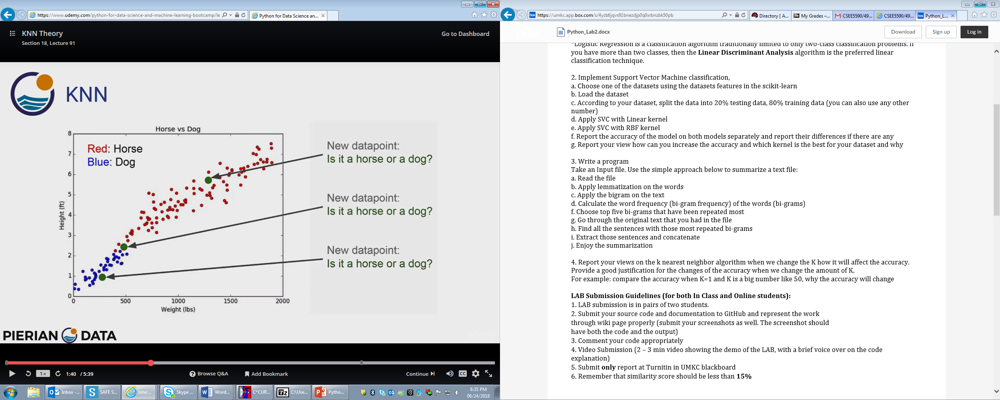 https://www.udemy.com/python-for-data-science-and-machine-learning-bootcamp/le
Python for Data Science an...
KNN Theory
Section 18, Lecture 91
Go to Dashboard
KNN
Horse vs Dog
Red: Horse
Blue: Dog
8
7
6
5
4
3
2
1
0
Height (ft)
0 500 1000 1500 2000
Weight (lbs)
New datapoint:
Is it a horse or a dog?
New datapoint:
Is it a horse or a dog?
New datapoint:
Is it a horse or a dog?
PIERIAN DATA
udemy
1x
1:40 / 5:39
Browse Q&A
Add Bookmark
Continue
CC
Inbox -...
SAFE S...
Inter...
Skype ...
Word...
C*CUR...
C:\Use...
Pytho...
8:35 PM
06/24/2018
https://umkc.app.box.com/s/4yzb6jqvx91bnezdjp0q0xrbnzbk50pb
Directory [ A...
My Grades –...
CSEE5590/49...
CSEE5590/49...
Python_L...
Python_Lab2.docx
Download
Sign up
Log in
*Logistic Regression is a classification algorithm traditionally limited to only two-class classification problems. If
you have more than two classes, then the Linear Discriminant Analysis algorithm is the preferred linear
classification technique.
2. Implement Support Vector Machine classification,
a. Choose one of the datasets using the datasets features in the scikit-learn
b. Load the dataset
c. According to your dataset, split the data into 20% testing data, 80% training data (you can also use any other
number)
d. Apply SVC with Linear kernel
e. Apply SVC with RBF kernel
f. Report the accuracy of the model on both models separately and report their differences if there are any
g. Report your view how can you increase the accuracy and which kernel is the best for your dataset and why
3. Write a program
Take an Input file. Use the simple approach below to summarize a text file:
a. Read the file
b. Apply lemmatization on the words
c. Apply the bigram on the text
d. Calculate the word frequency (bi-gram frequency) of the words (bi-grams)
f. Choose top five bi-grams that have been repeated most
g. Go through the original text that you had in the file
h. Find all the sentences with those most repeated bi-grams
i. Extract those sentences and concatenate
j. Enjoy the summarization
4. Report your views on the k nearest neighbor algorithm when we change the K how it will affect the accuracy.
Provide a good justification for the changes of the accuracy when we change the amount of K.
For example: compare the accuracy when K=1 and K is a big number like 50, why the accuracy will change
LAB Submission Guidelines (for both In Class and Online students):
1. LAB submission is in pairs of two students.
2. Submit your source code and documentation to GitHub and represent the work
through wiki page properly (submit your screenshots as well. The screenshot should
have both the code and the output)
3. Comment your code appropriately
4. Video Submission (2 – 3 min video showing the demo of the LAB, with a brief voice over on the code
explanation)
5. Submit only report at Turnitin in UMKC blackboard
6. Remember that similarity score should be less than 15%